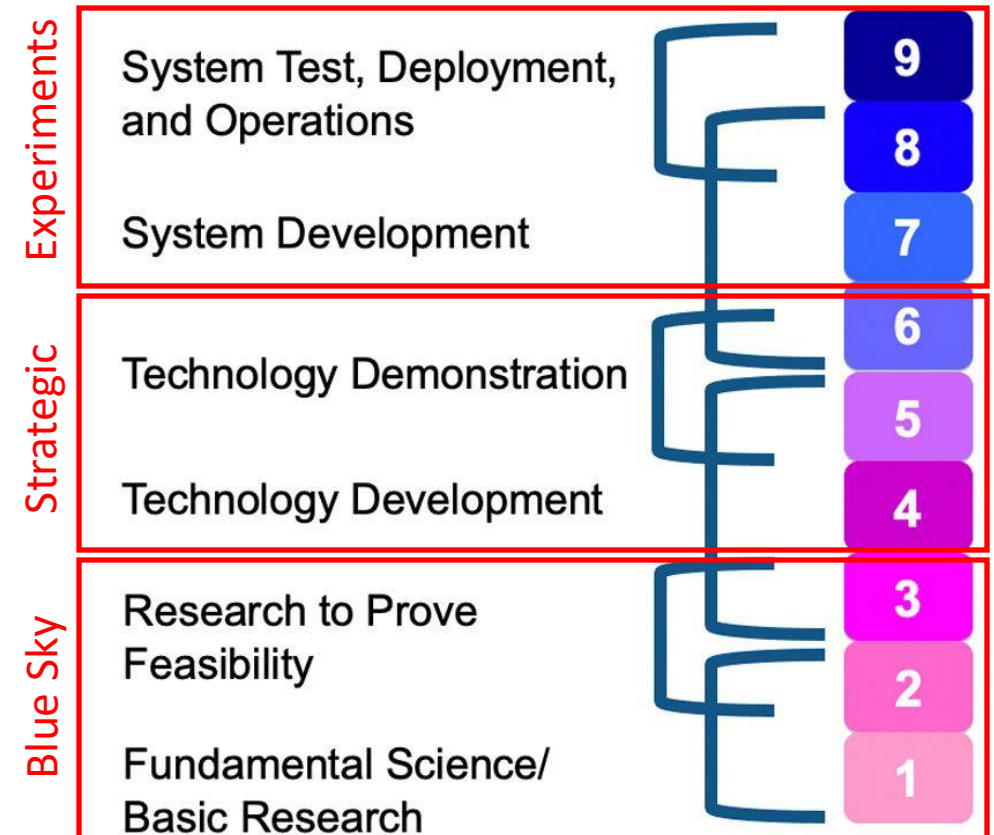 Experiments
System Test, Deployment,
and Operations
System Development
9
8
7
Strategic
Technology Demonstration
Technology Development
6
5
4
Blue Sky
Research to Prove
Feasibility
Fundamental Science/
Basic Research
3
2
1